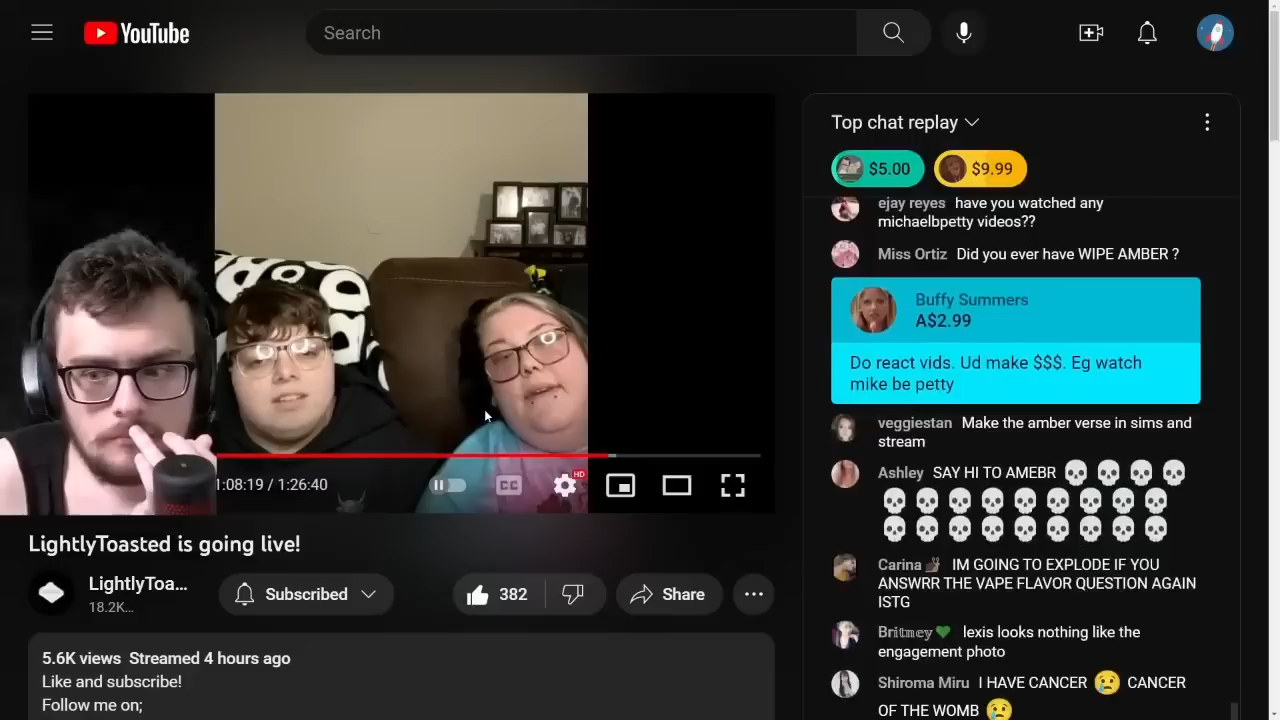 YouTube
Search
Top chat replay
$5.00 $9.99
ejay reyes have you watched any
michaelbpetty videos??
Miss Ortiz Did you ever have WIPE AMBER ?
Buffy Summers
A$2.99
Do react vids. Ud make $$$. Eg watch
mike be petty
veggiestan Make the amber verse in sims and
stream
Ashley SAY HI TO AMEBR
Carina IM GOING TO EXPLODE IF YOU
ANSWRR THE VAPE FLAVOR QUESTION AGAIN
ISTG
Britney lexis looks nothing like the
engagement photo
Shiroma Miru I HAVE CANCER 😢 CANCER
OF THE WOMB 😢
1:08:19 / 1:26:40
CC
HD
LightlyToasted is going live!
LightlyToa...
18.2K...
Subscribed
382
Share
5.6K views Streamed 4 hours ago
Like and subscribe!
Follow me on;